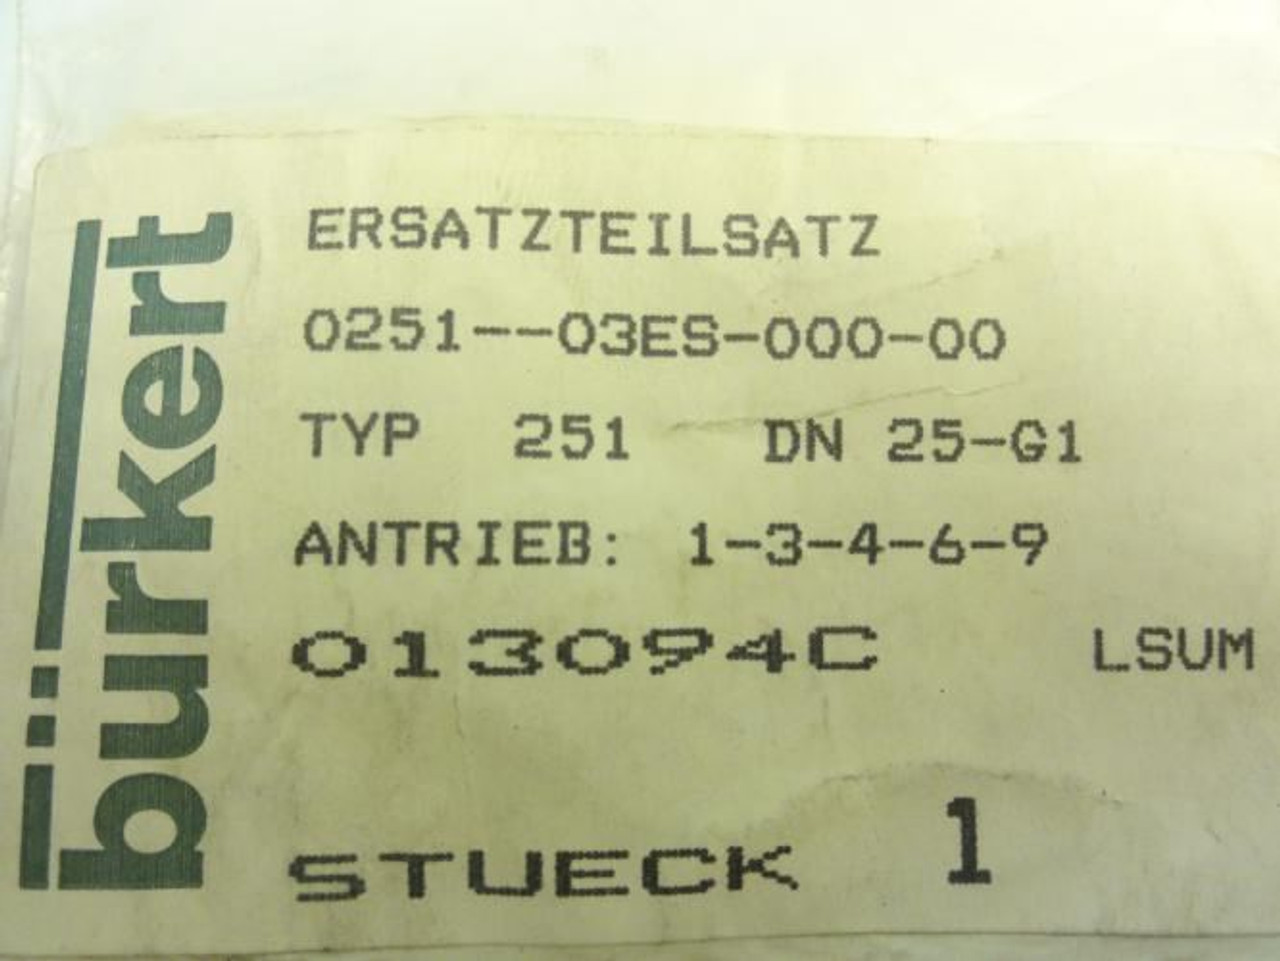 bürkert
ERSATZTEILSATZ
0251--03ES-000-00
TYP 251 DN 25-G1
ANTRIEB: 1-3-4-6-9
013094C LSUM
STUECK 1